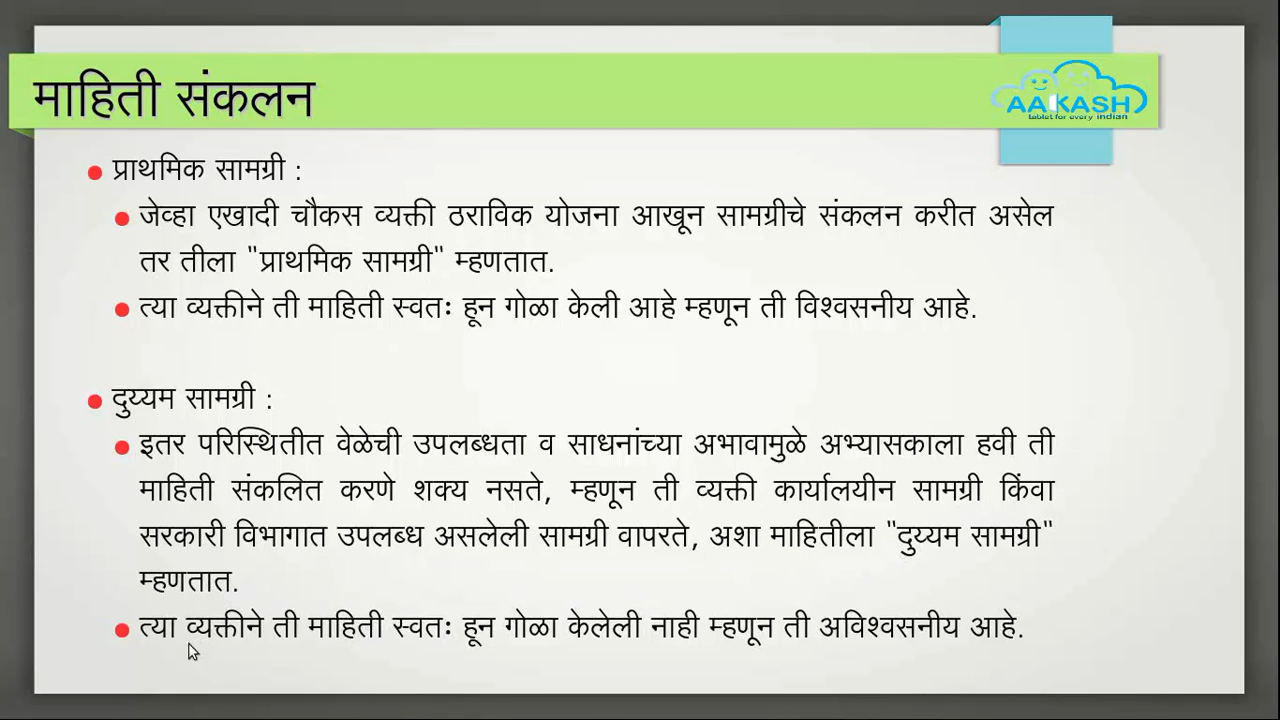 माहिती संकलन
AAKASH
tablet for every indian
प्राथमिक सामग्री :
जेव्हा एखादी चौकस व्यक्ती ठराविक योजना आखून सामग्रीचे संकलन करीत असेल
तर तीला "प्राथमिक सामग्री" म्हणतात.
त्या व्यक्तीने ती माहिती स्वतः हून गोळा केली आहे म्हणून ती विश्वसनीय आहे.
दुय्यम सामग्री :
इतर परिस्थितीत वेळेची उपलब्धता व साधनांच्या अभावामुळे अभ्यासकाला हवी ती
माहिती संकलित करणे शक्य नसते, म्हणून ती व्यक्ती कार्यालयीन सामग्री किंवा
सरकारी विभागात उपलब्ध असलेली सामग्री वापरते, अशा माहितीला "दुय्यम सामग्री"
म्हणतात.
त्या व्यक्तीने ती माहिती स्वतः हून गोळा केलेली नाही म्हणून ती अविश्वसनीय आहे.